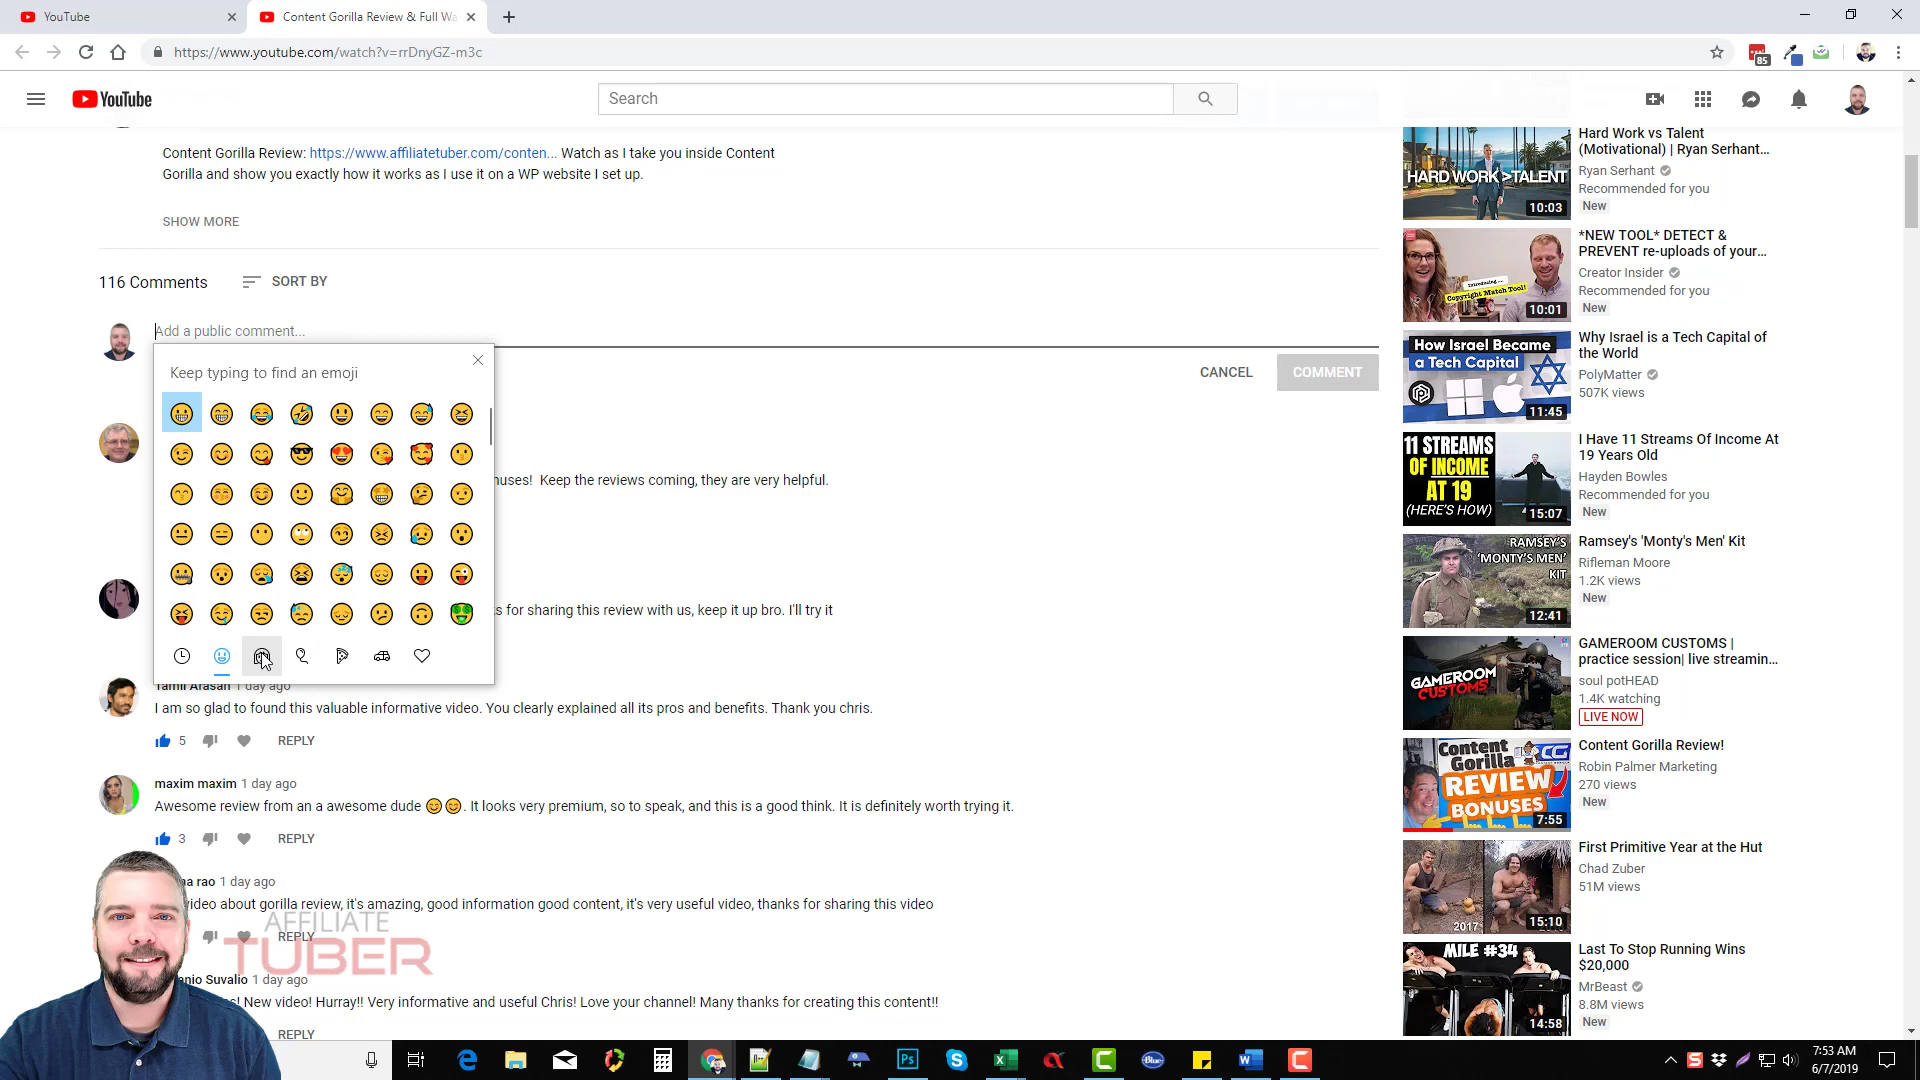 YouTube
Content Gorilla Review & Full Wa
https://www.youtube.com/watch?v=rrDnyGZ-m3c
85
YouTube
Search
Content Gorilla Review: https://www.affiliatetuber.com/conten... Watch as I take you inside Content
Gorilla and show you exactly how it works as I use it on a WP website I set up.
SHOW MORE
116 Comments
SORT BY
Add a public comment...
Keep typing to find an emoji
CANCEL
COMMENT
nuses! Keep the reviews coming, they are very helpful.
s for sharing this review with us, keep it up bro. I'll try it
Tamil Arasan 1 day ago
I am so glad to found this valuable informative video. You clearly explained all its pros and benefits. Thank you chris.
5
REPLY
maxim maxim 1 day ago
Awesome review from an a awesome dude 😊😊. It looks very premium, so to speak, and this is a good think. It is definitely worth trying it.
3
REPLY
na rao 1 day ago
video about gorilla review, it's amazing, good information good content, it's very useful video, thanks for sharing this video
REPLY
AFFILIATE
TUBER
nio Suvalio 1 day ago
! New video! Hurray!! Very informative and useful Chris! Love your channel! Many thanks for creating this content!!
REPLY
HARD WORK >TALENT
10:03
Hard Work vs Talent
(Motivational) | Ryan Serhant...
Ryan Serhant
Recommended for you
New
Introducing ...
Copyright Match Tool!
10:01
*NEW TOOL* DETECT &
PREVENT re-uploads of your...
Creator Insider
Recommended for you
New
How Israel Became
a Tech Capital
11:45
Why Israel is a Tech Capital of
the World
PolyMatter
507K views
11 STREAMS
OF INCOME
AT 19
(HERE'S HOW)
15:07
I Have 11 Streams Of Income At
19 Years Old
Hayden Bowles
Recommended for you
New
RAMSEY'S
'MONTY'S MEN'
KIT
12:41
Ramsey's 'Monty's Men' Kit
Rifleman Moore
1.2K views
New
GAMEROOM
CUSTOMS
GAMEROOM CUSTOMS |
practice session| live streamin...
soul potHEAD
1.4K watching
LIVE NOW
Content
Gorilla
CG
REVIEW
BONUSES
7:55
Content Gorilla Review!
Robin Palmer Marketing
270 views
New
2017
15:10
First Primitive Year at the Hut
Chad Zuber
51M views
MILE #34
14:58
Last To Stop Running Wins
$20,000
MrBeast
8.8M views
New
Ps
Blue
7:53 AM
6/7/2019